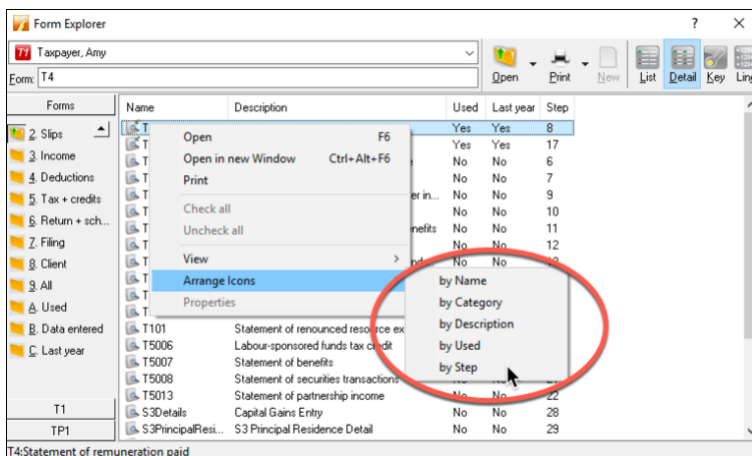 Form Explorer ? ×
T1 Taxpayer, Amy
Form: T4
Open Print New List Detail Key
Forms
2. Slips
3. Income
4. Deductions
5. Tax + credits
6. Return + sch...
7. Filing
8. Client
9. All
A. Used
B. Data entered
C. Last year
T1
TP1
Name Description Used Last year Step
T Yes Yes 8
T Yes Yes 17
T No No 6
T No No 7
T er in... No No 9
T No No 10
T nefits No No 11
T No No 12
T
T
T
T
T101 Statement of renounced resource ex
T5006 Labour-sponsored funds tax credit
T5007 Statement of benefits
T5008 Statement of securities transactions
T5013 Statement of partnership income No No 22
S3Details Capital Gains Entry No No 28
S3PrincipalResi... S3 Principal Residence Detail No No 29
Open F6
Open in new Window Ctrl+Alt+F6
Print
Check all
Uncheck all
View >
Arrange Icons
Properties
by Name
by Category
by Description
by Used
by Step
T4:Statement of remuneration paid